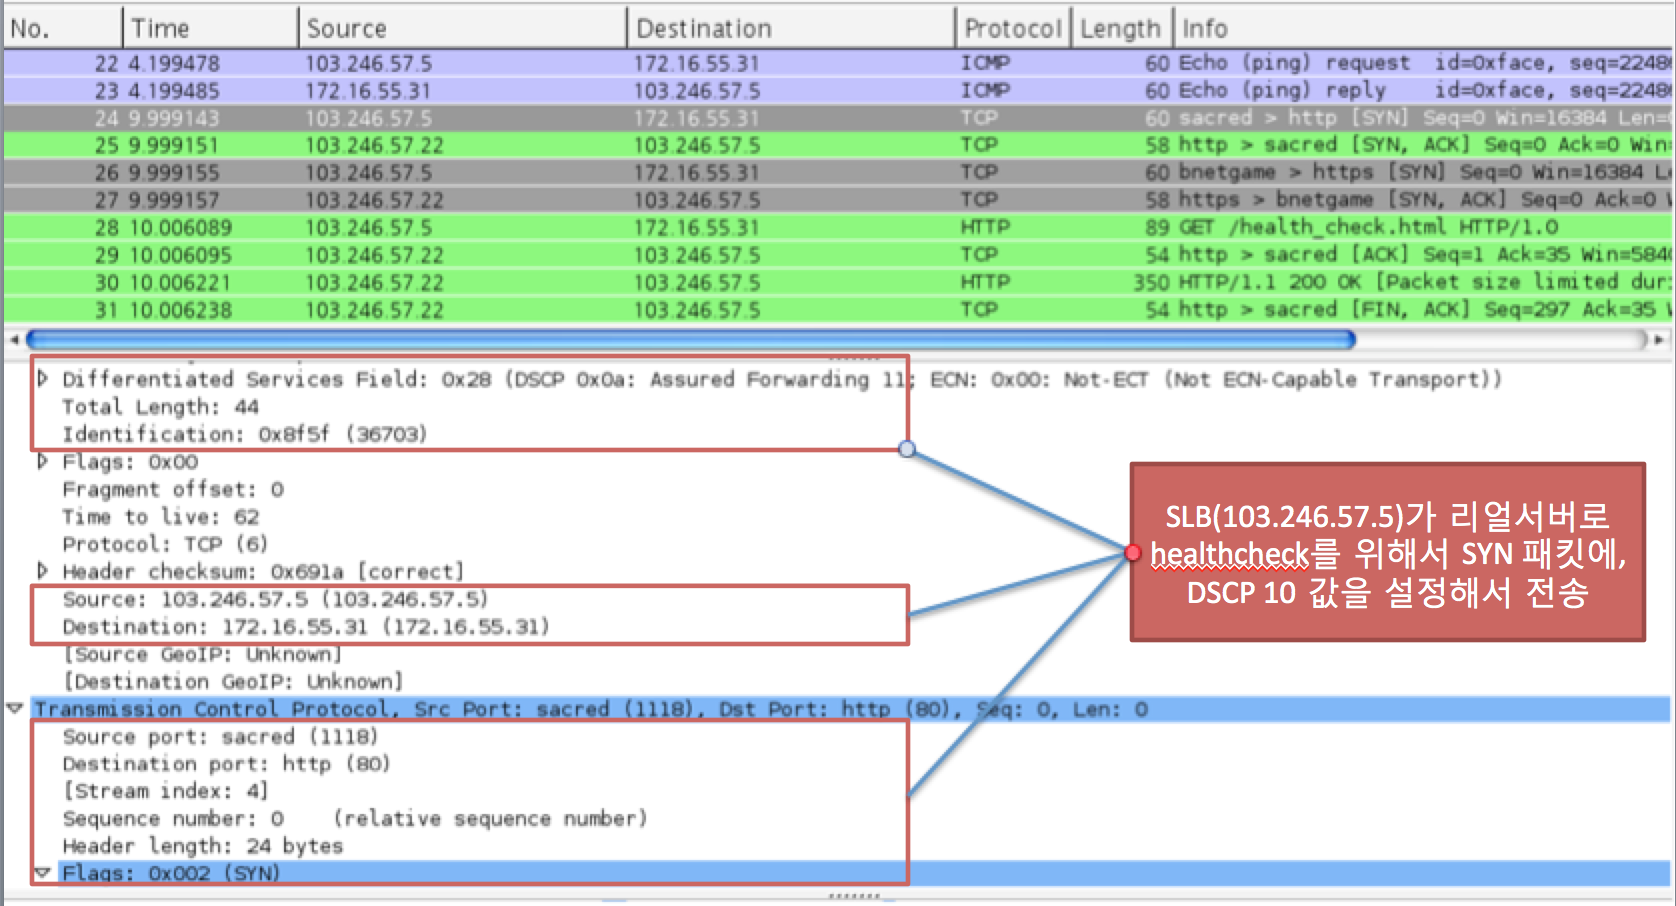 No. Time Source Destination Protocol Length Info
22 4.199478 103.246.57.5 172.16.55.31 ICMP 60 Echo (ping) request id=0xface, seq=2248
23 4.199485 172.16.55.31 103.246.57.5 ICMP 60 Echo (ping) reply id=0xface, seq=2248
24 9.999143 103.246.57.5 172.16.55.31 TCP 60 sacred > http [SYN] Seq=0 Win=16384 Len=
25 9.999151 103.246.57.22 103.246.57.5 TCP 58 http > sacred [SYN, ACK] Seq=0 Ack=0 Win
26 9.999155 103.246.57.5 172.16.55.31 TCP 60 bnetgame > https [SYN] Seq=0 Win=16384 L
27 9.999157 103.246.57.22 103.246.57.5 TCP 58 https > bnetgame [SYN, ACK] Seq=0 Ack=0
28 10.006089 103.246.57.5 172.16.55.31 HTTP 89 GET /health_check.html HTTP/1.0
29 10.006095 103.246.57.22 103.246.57.5 TCP 54 http > sacred [ACK] Seq=1 Ack=35 Win=584
30 10.006221 103.246.57.22 103.246.57.5 HTTP 350 HTTP/1.1 200 OK [Packet size limited dur
31 10.006238 103.246.57.22 103.246.57.5 TCP 54 http > sacred [FIN, ACK] Seq=297 Ack=35
Differentiated Services Field: 0x28 (DSCP 0x0a: Assured Forwarding 11; ECN: 0x00: Not-ECT (Not ECN-Capable Transport))
Total Length: 44
Identification: 0x8f5f (36703)
Flags: 0x00
Fragment offset: 0
Time to live: 62
Protocol: TCP (6)
Header checksum: 0x691a [correct]
Source: 103.246.57.5 (103.246.57.5)
Destination: 172.16.55.31 (172.16.55.31)
[Source GeoIP: Unknown]
[Destination GeoIP: Unknown]
Transmission Control Protocol, Src Port: sacred (1118), Dst Port: http (80), Seq: 0, Len: 0
Source port: sacred (1118)
Destination port: http (80)
[Stream index: 4]
Sequence number: 0 (relative sequence number)
Header length: 24 bytes
Flags: 0x002 (SYN)
SLB(103.246.57.5)가 리얼서버로
healthcheck를 위해서 SYN 패킷에,
DSCP 10 값을 설정해서 전송